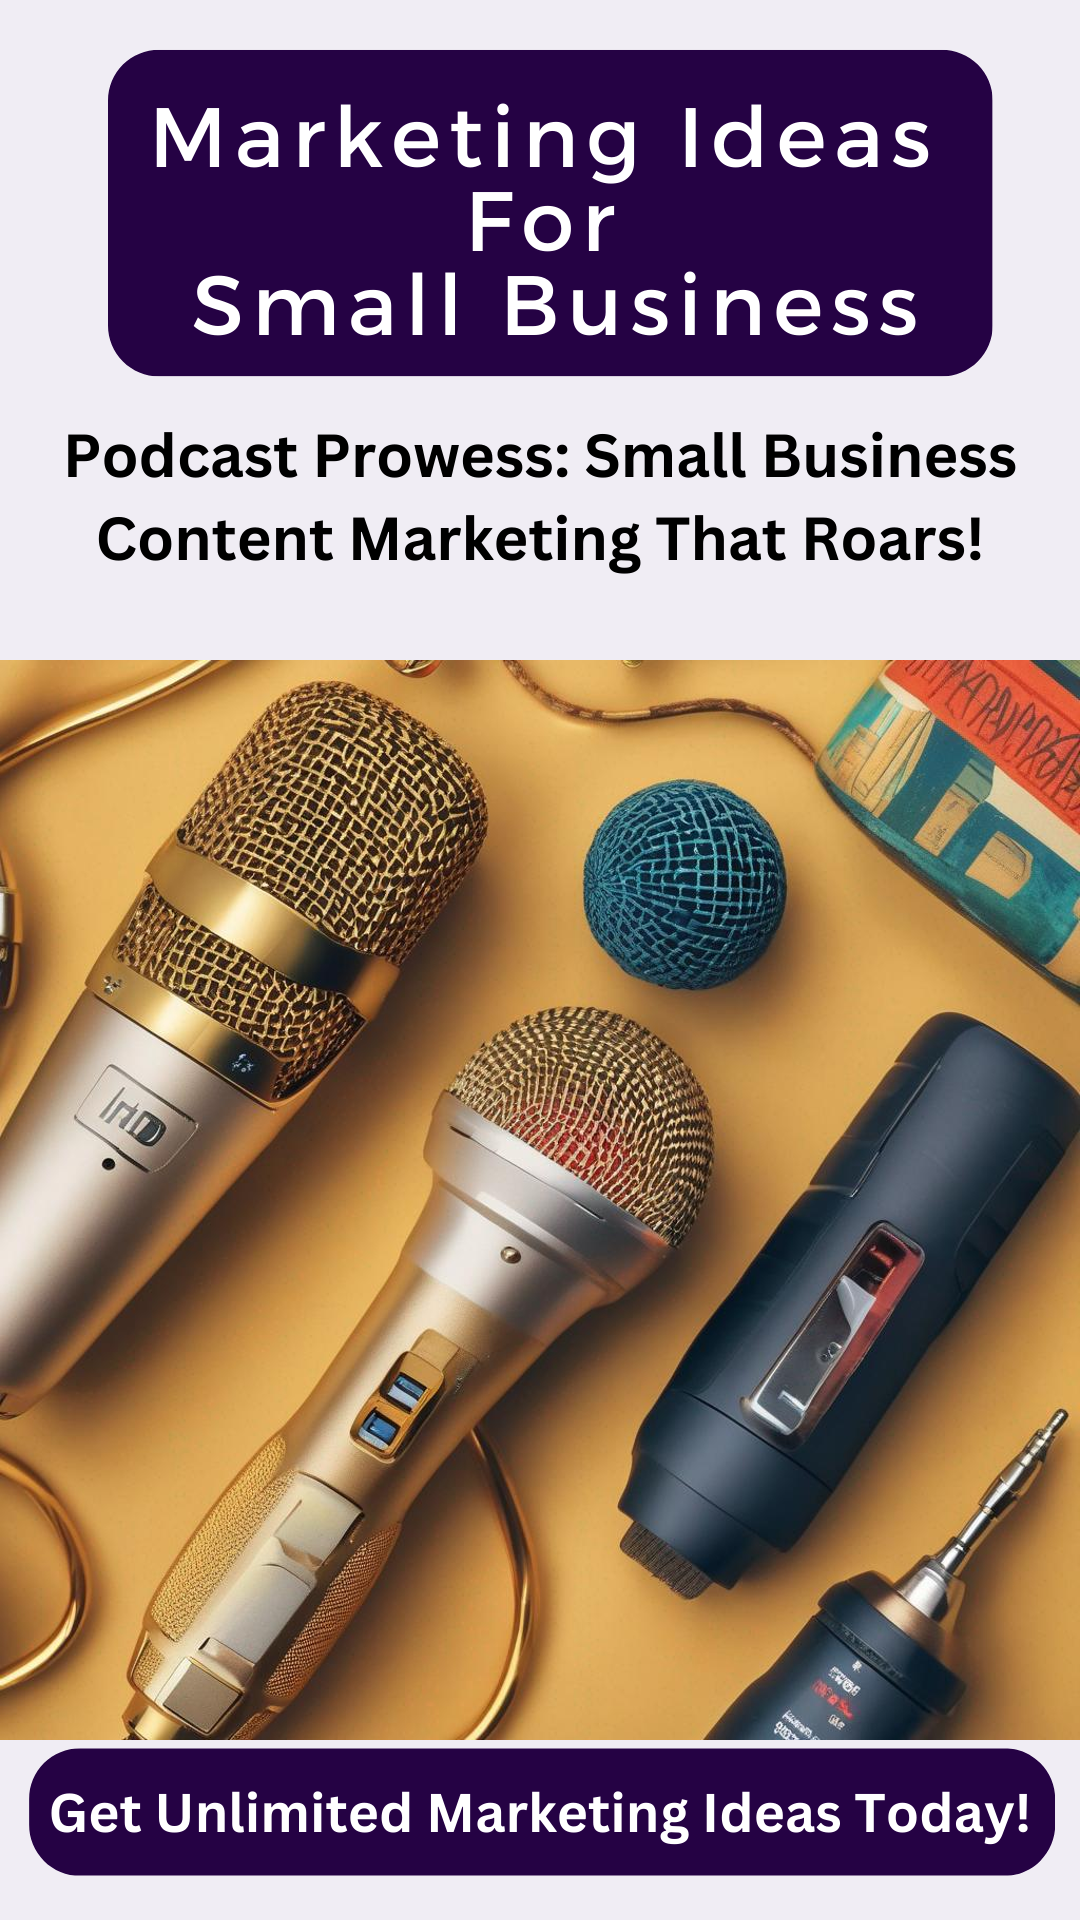 Marketing Ideas
For
Small Business
Podcast Prowess: Small Business
Content Marketing That Roars!
Get Unlimited Marketing Ideas Today!